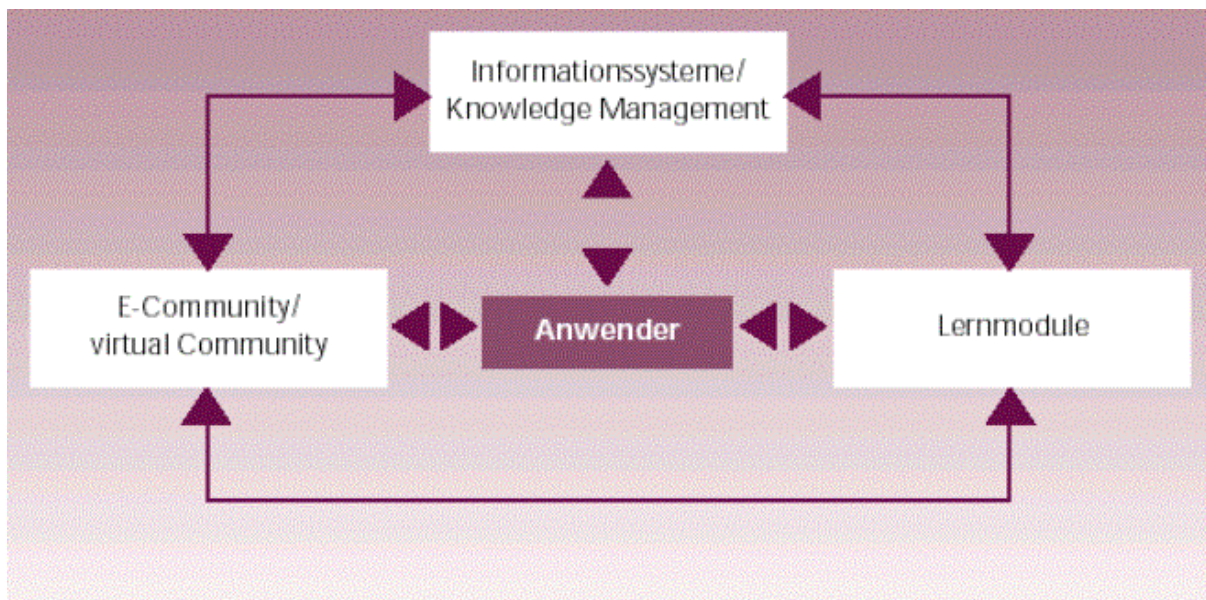 Informationssysteme/
Knowledge Management
E-Community/
virtual Community
Anwender
Lernmodule